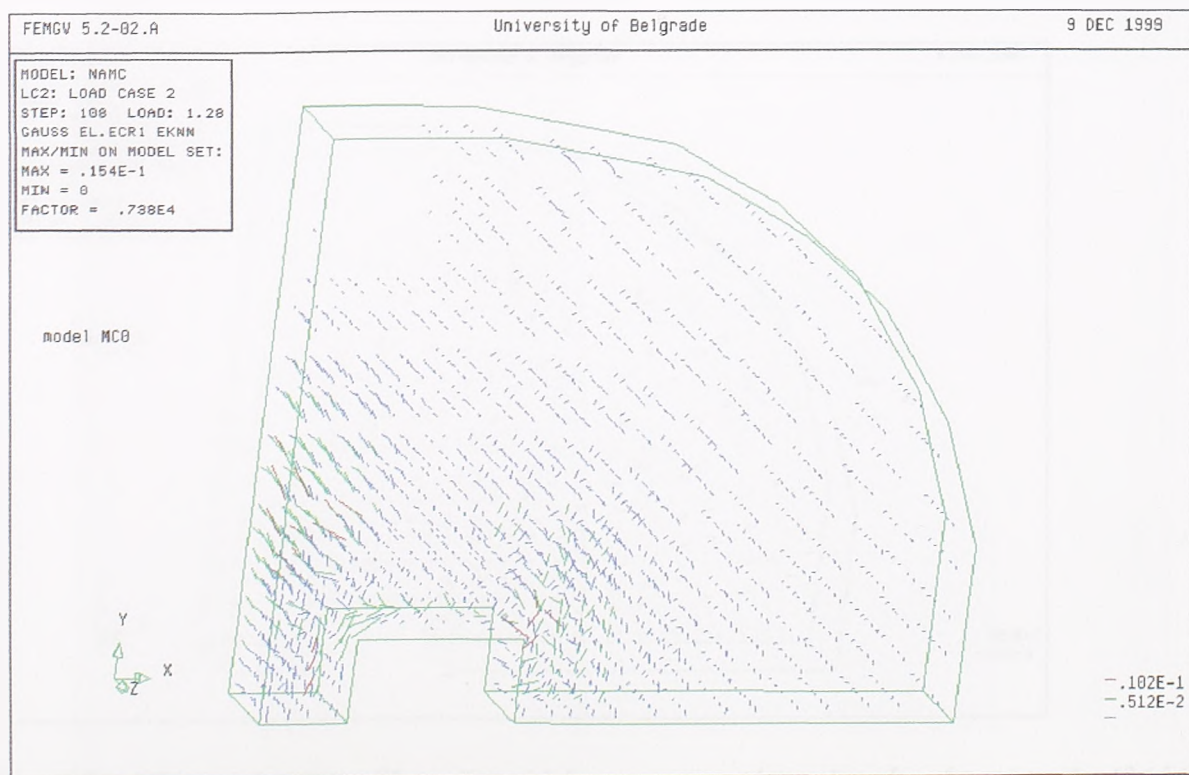 FEMGV 5.2-02.A
University of Belgrade
9 DEC 1999
MODEL: NAMC
LC2: LOAD CASE 2
STEP: 108 LOAD: 1.28
GAUSS EL.ECR1 EKNN
MAX/MIN ON MODEL SET:
MAX = .154E-1
MIN = 0
FACTOR = .738E4
model MC0
Y
X
Z
.102E-1
.512E-2